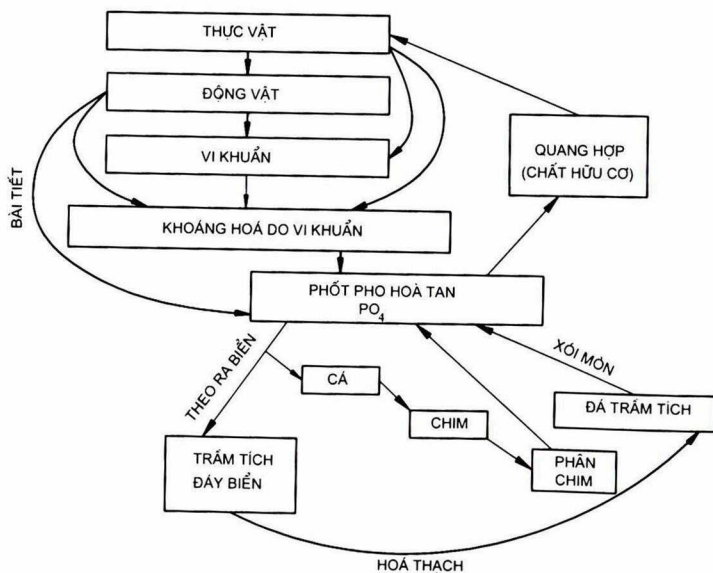 THỰC VẬT
ĐỘNG VẬT
VI KHUẨN
KHOÁNG HOÁ DO VI KHUẨN
BÀI TIẾT
QUANG HỢP
(CHẤT HỮU CƠ)
PHỐT PHO HOÀ TAN
PO₄
THEO RA BIỂN
XÓI MÒN
CÁ
CHIM
ĐÁ TRẦM TÍCH
TRẦM TÍCH
ĐÁY BIỂN
PHÂN
CHIM
HOÁ THẠCH